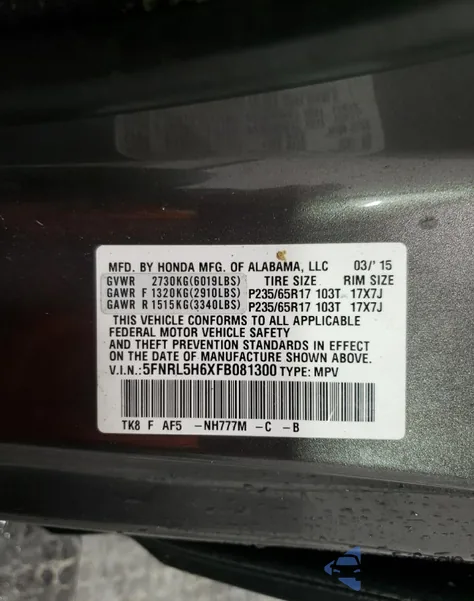 MFD. BY HONDA MFG. OF ALABAMA, LLC 03/'15
GVWR 2730KG(6019LBS) TIRE SIZE RIM SIZE
GAWR F 1320KG(2910LBS) P235/65R17 103T 17X7J
GAWR R 1515KG(3340LBS) P235/65R17 103T 17X7J
THIS VEHICLE CONFORMS TO ALL APPLICABLE
FEDERAL MOTOR VEHICLE SAFETY
AND THEFT PREVENTION STANDARDS IN EFFECT
ON THE DATE OF MANUFACTURE SHOWN ABOVE.
V.I.N.:5FNRL5H6XFB081300 TYPE: MPV
TK8 F AF5 -NH777M -C -B